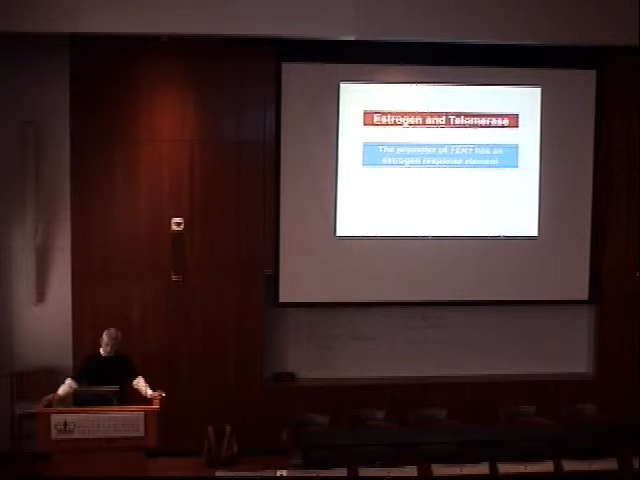 Estrogen and Telomerase
The promoter of TERT has an
estrogen response element